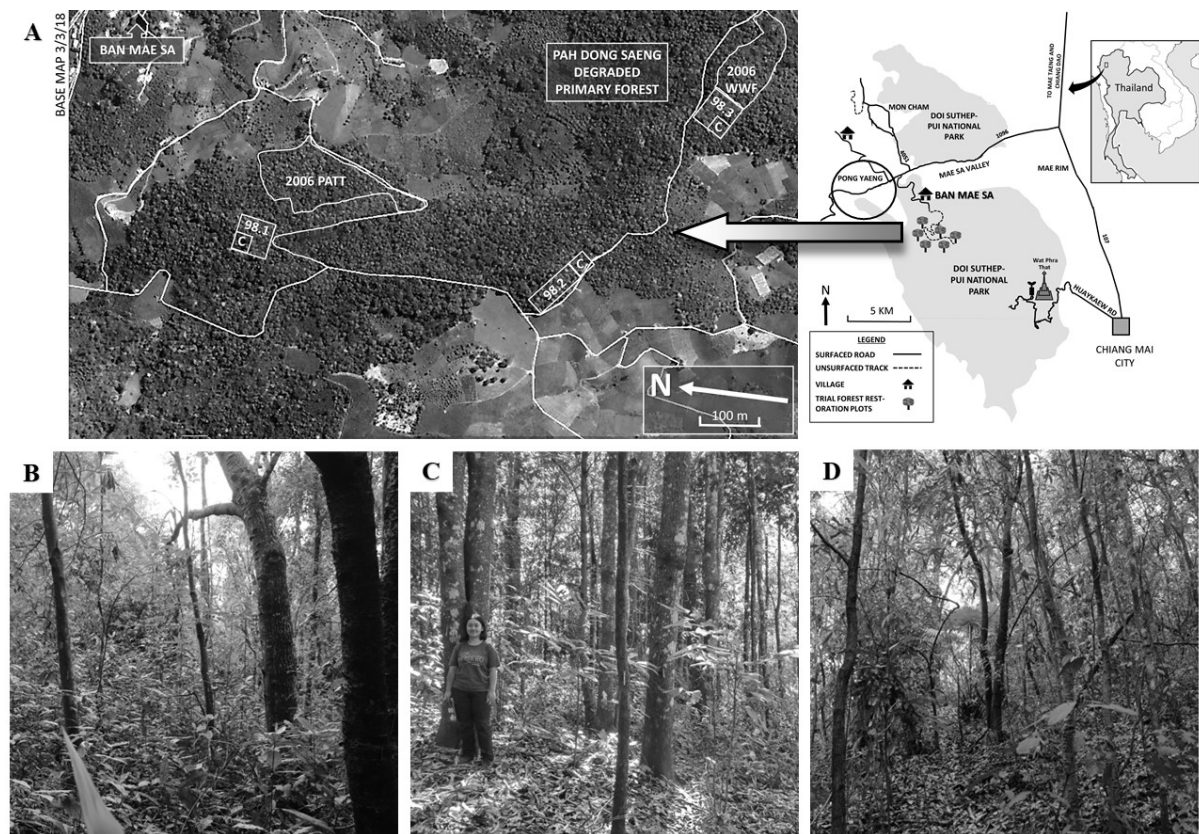 A
BASE MAP 3/3/18
BAN MAE SA
PAH DONG SAENG
DEGRADED
PRIMARY FOREST
2006
WWF
98.3
C
2006 PATT
98.1
C
98.2
C
N
100 m
TO MAE TAENG AND
CHIANG DAO
Thailand
MON CHAM
DOI SUTHEP-
PUI NATIONAL
PARK
1096
4051
MAE SA VALLEY
PONG YAENG
MAE RIM
BAN MAE SA
107
Wat Phra
That
DOI SUTHEP-
PUI NATIONAL
PARK
HUAYKAEW RD
N
5 KM
CHIANG MAI
CITY
LEGEND
SURFACED ROAD
UNSURFACED TRACK
VILLAGE
TRIAL FOREST REST-
ORATION PLOTS
B
C
D